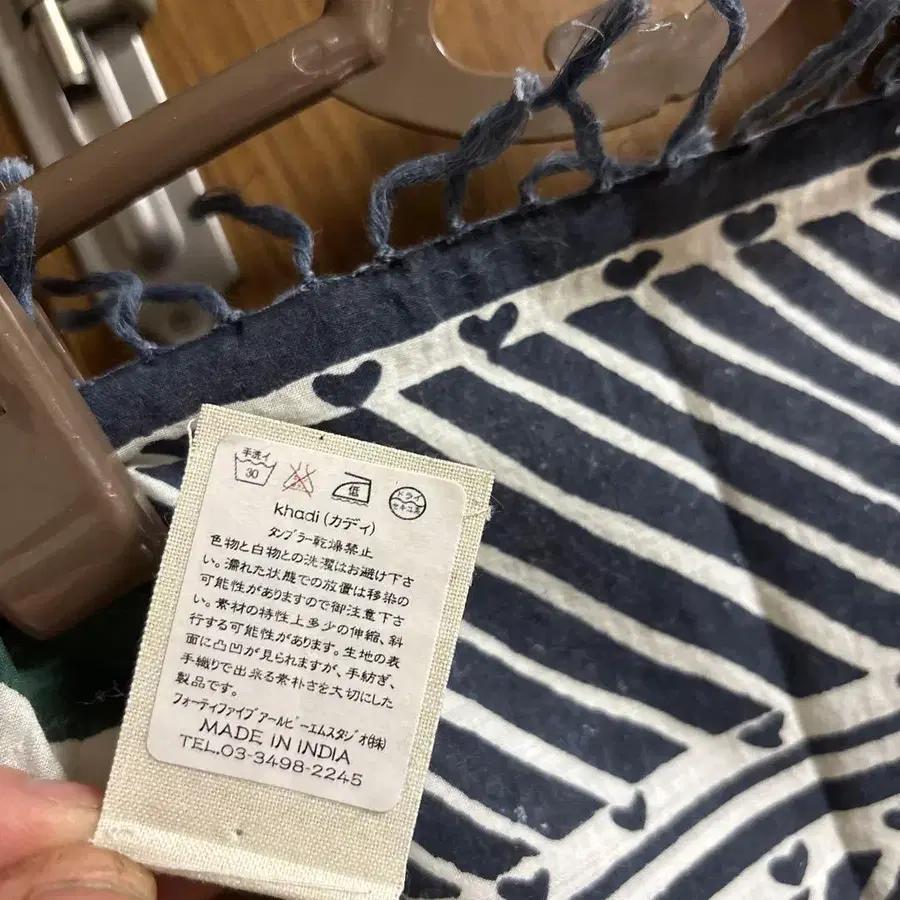 手洗イ
30
低
ドライ
セキユ系
khadi (カディ)
タンブラー乾燥禁止
色物と白物との洗濯はお避け下さ
い。濡れた状態での放置は移染の
可能性がありますので御注意下さ
い。素材の特性上多少の伸縮、斜
行する可能性があります。生地の表
面に凸凹が見られますが、手紡ぎ、
手織りで出来る素朴さを大切にした
製品です。
フォーティファイブアールピーエムスタジオ(株)
MADE IN INDIA
TEL.03-3498-2245